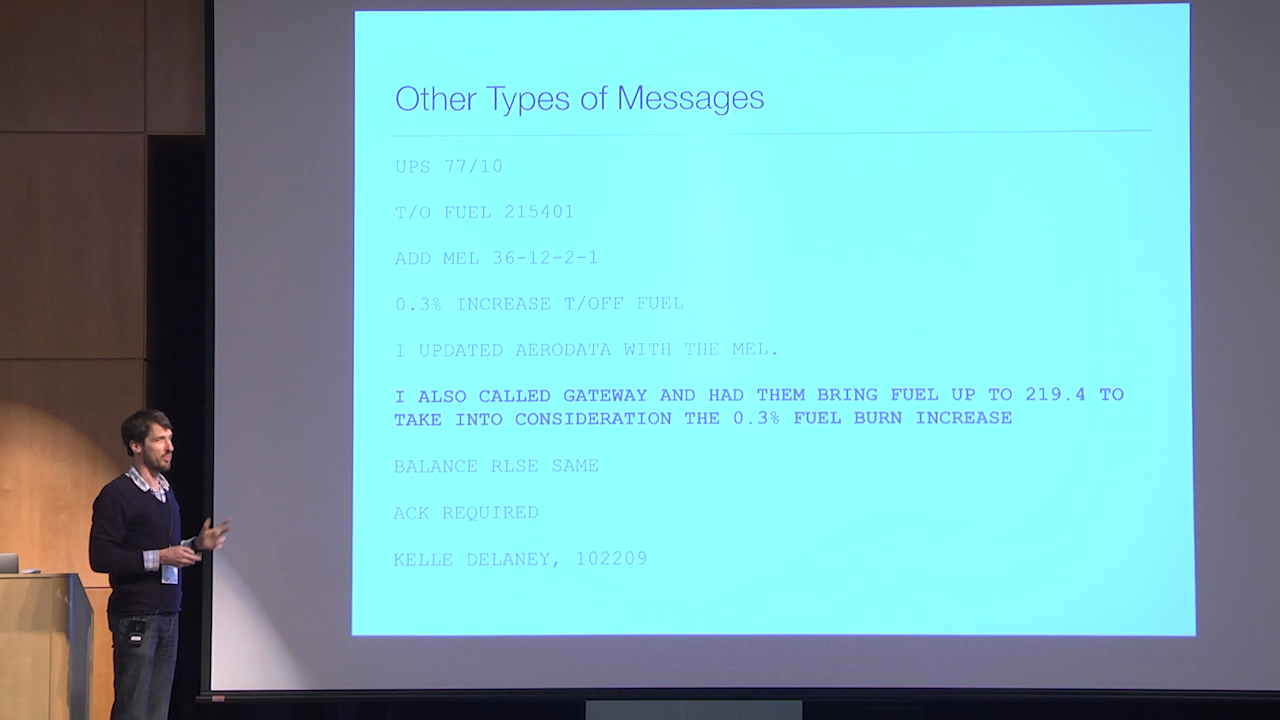 Other Types of Messages
UPS 77/10
T/O FUEL 215401
ADD MEL 36-12-2-1
0.3% INCREASE T/OFF FUEL
I UPDATED AERODATA WITH THE MEL.
I ALSO CALLED GATEWAY AND HAD THEM BRING FUEL UP TO 219.4 TO
TAKE INTO CONSIDERATION THE 0.3% FUEL BURN INCREASE
BALANCE RLSE SAME
ACK REQUIRED
KELLE DELANEY, 102209